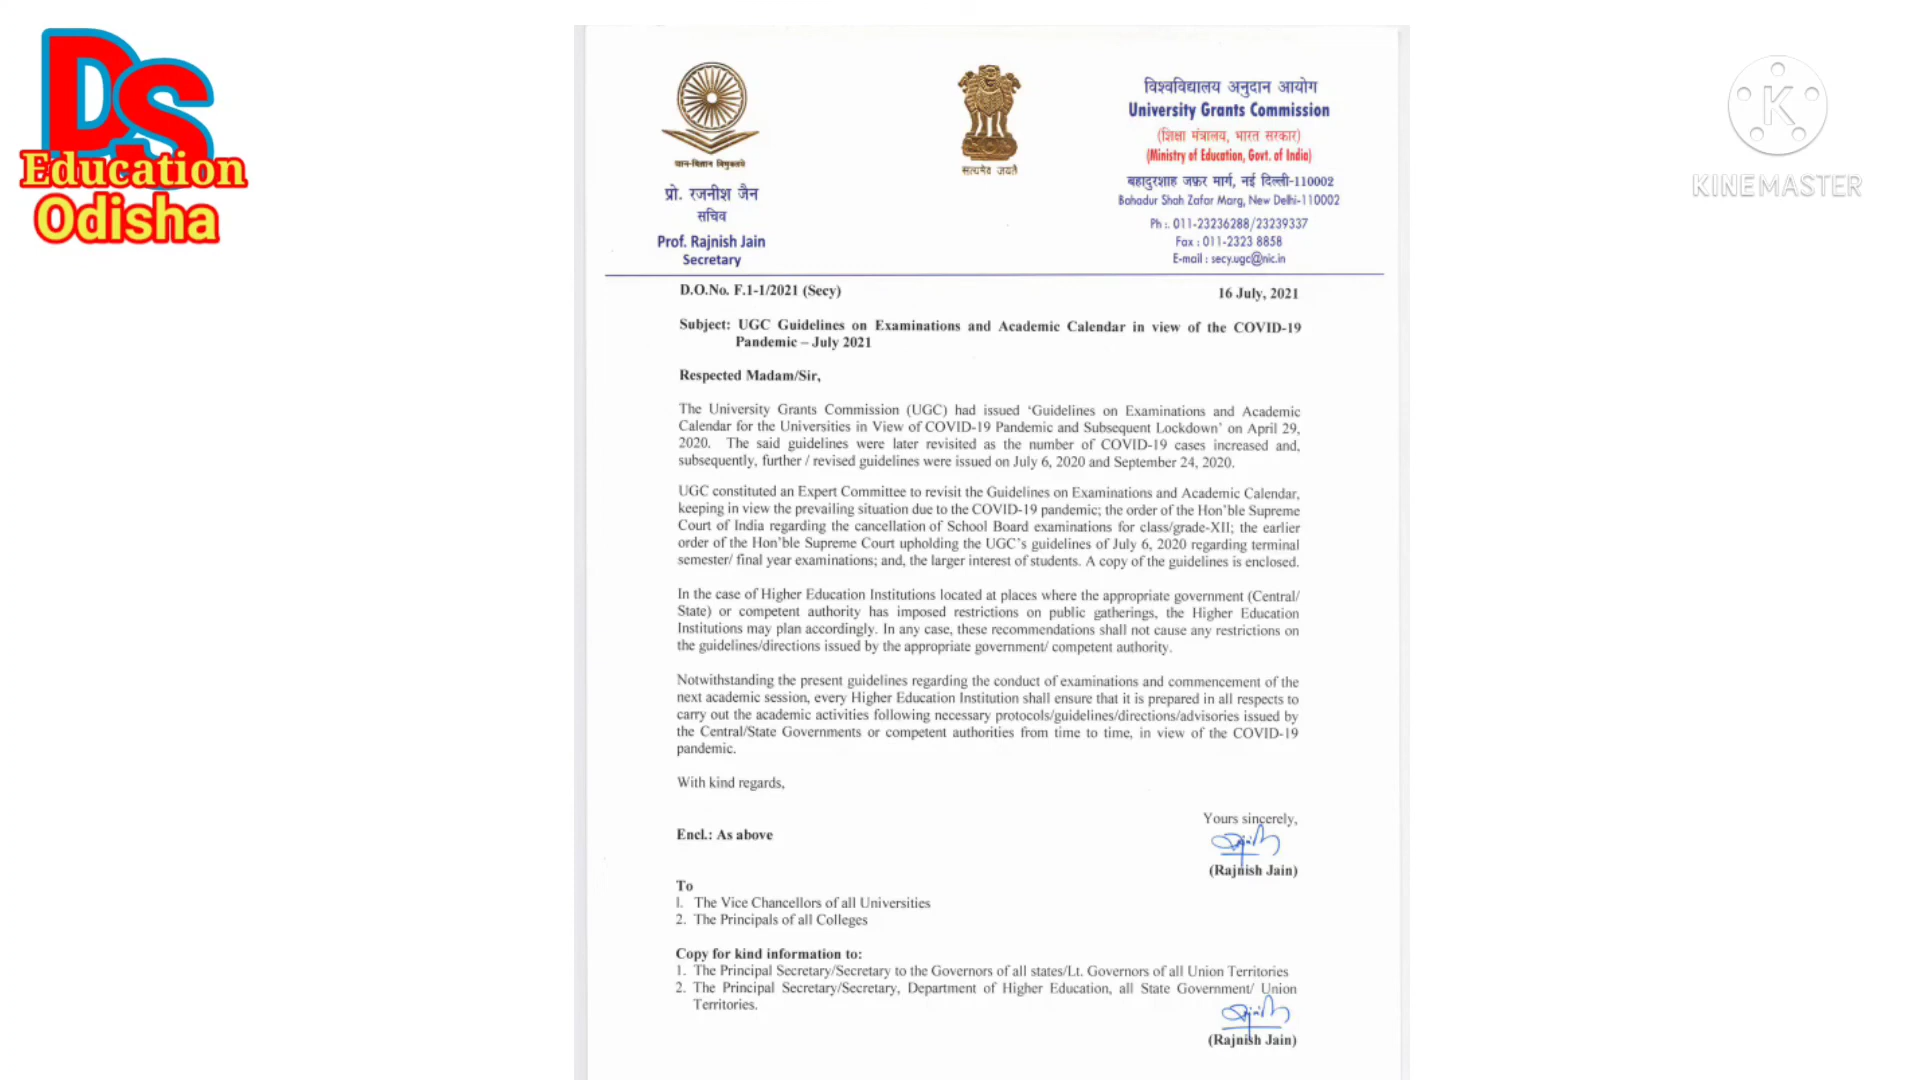 DS
Education
Odisha
K
KINEMASTER
ज्ञान-विज्ञान विमुक्तये
सत्यमेव जयते
प्रो. रजनीश जैन
सचिव
Prof. Rajnish Jain
Secretary
विश्वविद्यालय अनुदान आयोग
University Grants Commission
(शिक्षा मंत्रालय, भारत सरकार)
(Ministry of Education, Govt. of India)
बहादुरशाह ज़फ़र मार्ग, नई दिल्ली-110002
Bahadur Shah Zafar Marg, New Delhi-110002
Ph :. 011-23236288/23239337
Fax : 011-2323 8858
E-mail : secy.ugc@nic.in
D.O.No. F.1-1/2021 (Secy)
16 July, 2021
Subject: UGC Guidelines on Examinations and Academic Calendar in view of the COVID-19
Pandemic – July 2021
Respected Madam/Sir,
The University Grants Commission (UGC) had issued ‘Guidelines on Examinations and Academic
Calendar for the Universities in View of COVID-19 Pandemic and Subsequent Lockdown’ on April 29,
2020. The said guidelines were later revisited as the number of COVID-19 cases increased and,
subsequently, further / revised guidelines were issued on July 6, 2020 and September 24, 2020.
UGC constituted an Expert Committee to revisit the Guidelines on Examinations and Academic Calendar,
keeping in view the prevailing situation due to the COVID-19 pandemic; the order of the Hon’ble Supreme
Court of India regarding the cancellation of School Board examinations for class/grade-XII; the earlier
order of the Hon’ble Supreme Court upholding the UGC’s guidelines of July 6, 2020 regarding terminal
semester/ final year examinations; and, the larger interest of students. A copy of the guidelines is enclosed.
In the case of Higher Education Institutions located at places where the appropriate government (Central/
State) or competent authority has imposed restrictions on public gatherings, the Higher Education
Institutions may plan accordingly. In any case, these recommendations shall not cause any restrictions on
the guidelines/directions issued by the appropriate government/ competent authority.
Notwithstanding the present guidelines regarding the conduct of examinations and commencement of the
next academic session, every Higher Education Institution shall ensure that it is prepared in all respects to
carry out the academic activities following necessary protocols/guidelines/directions/advisories issued by
the Central/State Governments or competent authorities from time to time, in view of the COVID-19
pandemic.
With kind regards,
Yours sincerely,
Encl.: As above
(Rajnish Jain)
To
1. The Vice Chancellors of all Universities
2. The Principals of all Colleges
Copy for kind information to:
1. The Principal Secretary/Secretary to the Governors of all states/Lt. Governors of all Union Territories
2. The Principal Secretary/Secretary, Department of Higher Education, all State Government/ Union
Territories.
(Rajnish Jain)